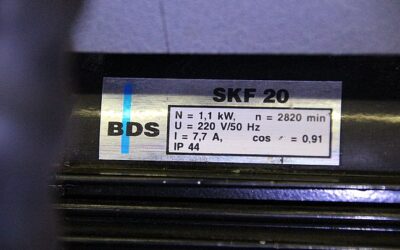 SKF 20
BDS
N = 1,1 kW, n = 2820 min
U = 220 V/50 Hz
I = 7,7 A, cos = 0,91
IP 44